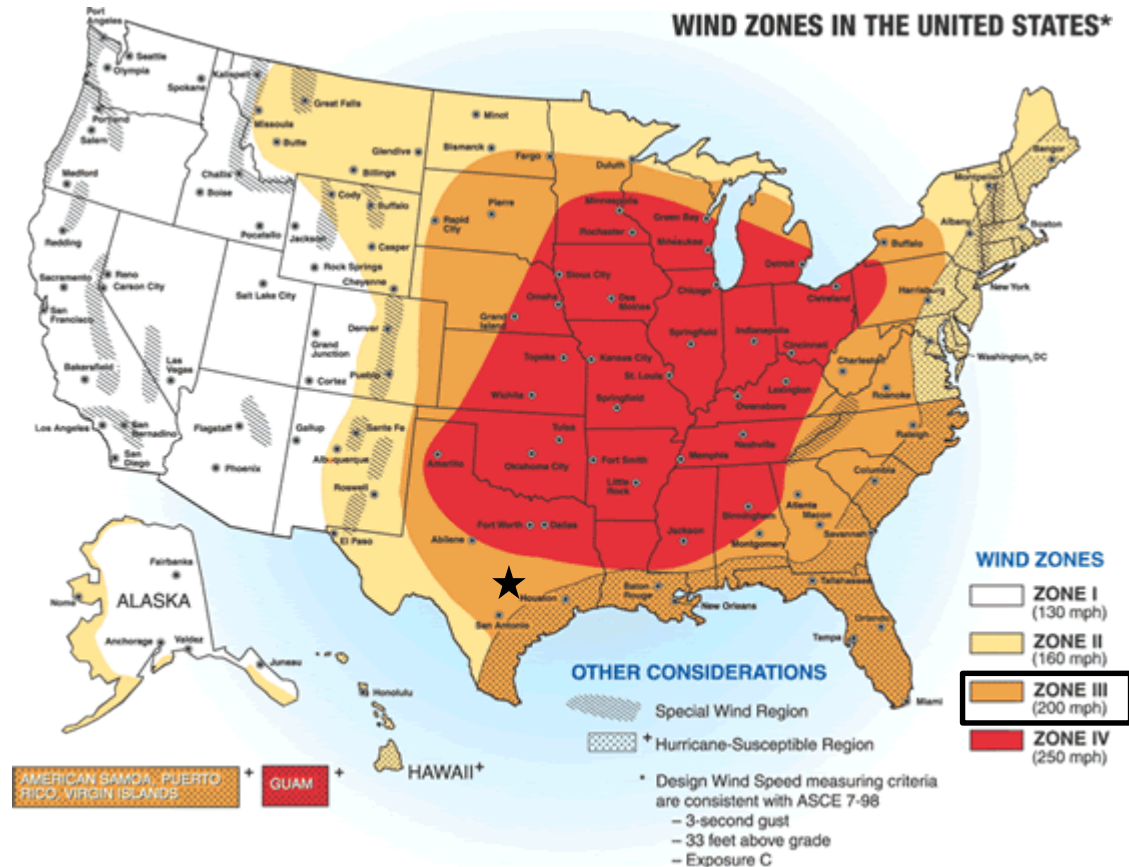 WIND ZONES IN THE UNITED STATES*
Port
Angeles
Seattle
Olympia
Spokane
Kalispell
Great Falls
Minot
Portland
Salem
Missoula
Butte
Glendive
Bismarck
Fargo
Duluth
Bangor
Medford
Challis
Boise
Billings
Montpelier
Cody
Buffalo
Pierre
Minneapolis
Green Bay
Albany
Boston
Redding
Pocatello
Jackson
Rapid
City
Rochester
Milwaukee
Buffalo
Casper
Detroit
Sacramento
Reno
Carson City
Rock Springs
Sioux City
Salt Lake City
Cheyenne
Chicago
Cleveland
New York
San
Francisco
Omaha
Des
Moines
Harrisburg
Grand
Island
Denver
Springfield
Indianapolis
Grand
Junction
Cincinnati
Washington, DC
Bakersfield
Las
Vegas
Topeka
Kansas City
Charleston
Pueblo
Cortez
St. Louis
Lexington
Roanoke
Wichita
Springfield
Owensboro
Los Angeles
San
Bernadino
Flagstaff
Gallup
Sante Fe
Tulsa
Nashville
Raleigh
San
Diego
Albuquerque
Amarillo
Oklahoma City
Fort Smith
Memphis
Phoenix
Little
Rock
Columbia
Roswell
Atlanta
Macon
Birmingham
Fort Worth
Dallas
Jackson
El Paso
Abilene
Montgomery
Savannah
Tallahassee
Houston
Baton
Rouge
New Orleans
San Antonio
Orlando
Tampa
Miami
Fairbanks
Nome
ALASKA
Anchorage
Valdez
Juneau
Honolulu
HAWAII+
WIND ZONES
ZONE I
(130 mph)
ZONE II
(160 mph)
ZONE III
(200 mph)
ZONE IV
(250 mph)
OTHER CONSIDERATIONS
Special Wind Region
+ Hurricane-Susceptible Region
* Design Wind Speed measuring criteria
are consistent with ASCE 7-98
– 3-second gust
– 33 feet above grade
– Exposure C
AMERICAN SAMOA, PUERTO
RICO, VIRGIN ISLANDS
+
GUAM
+